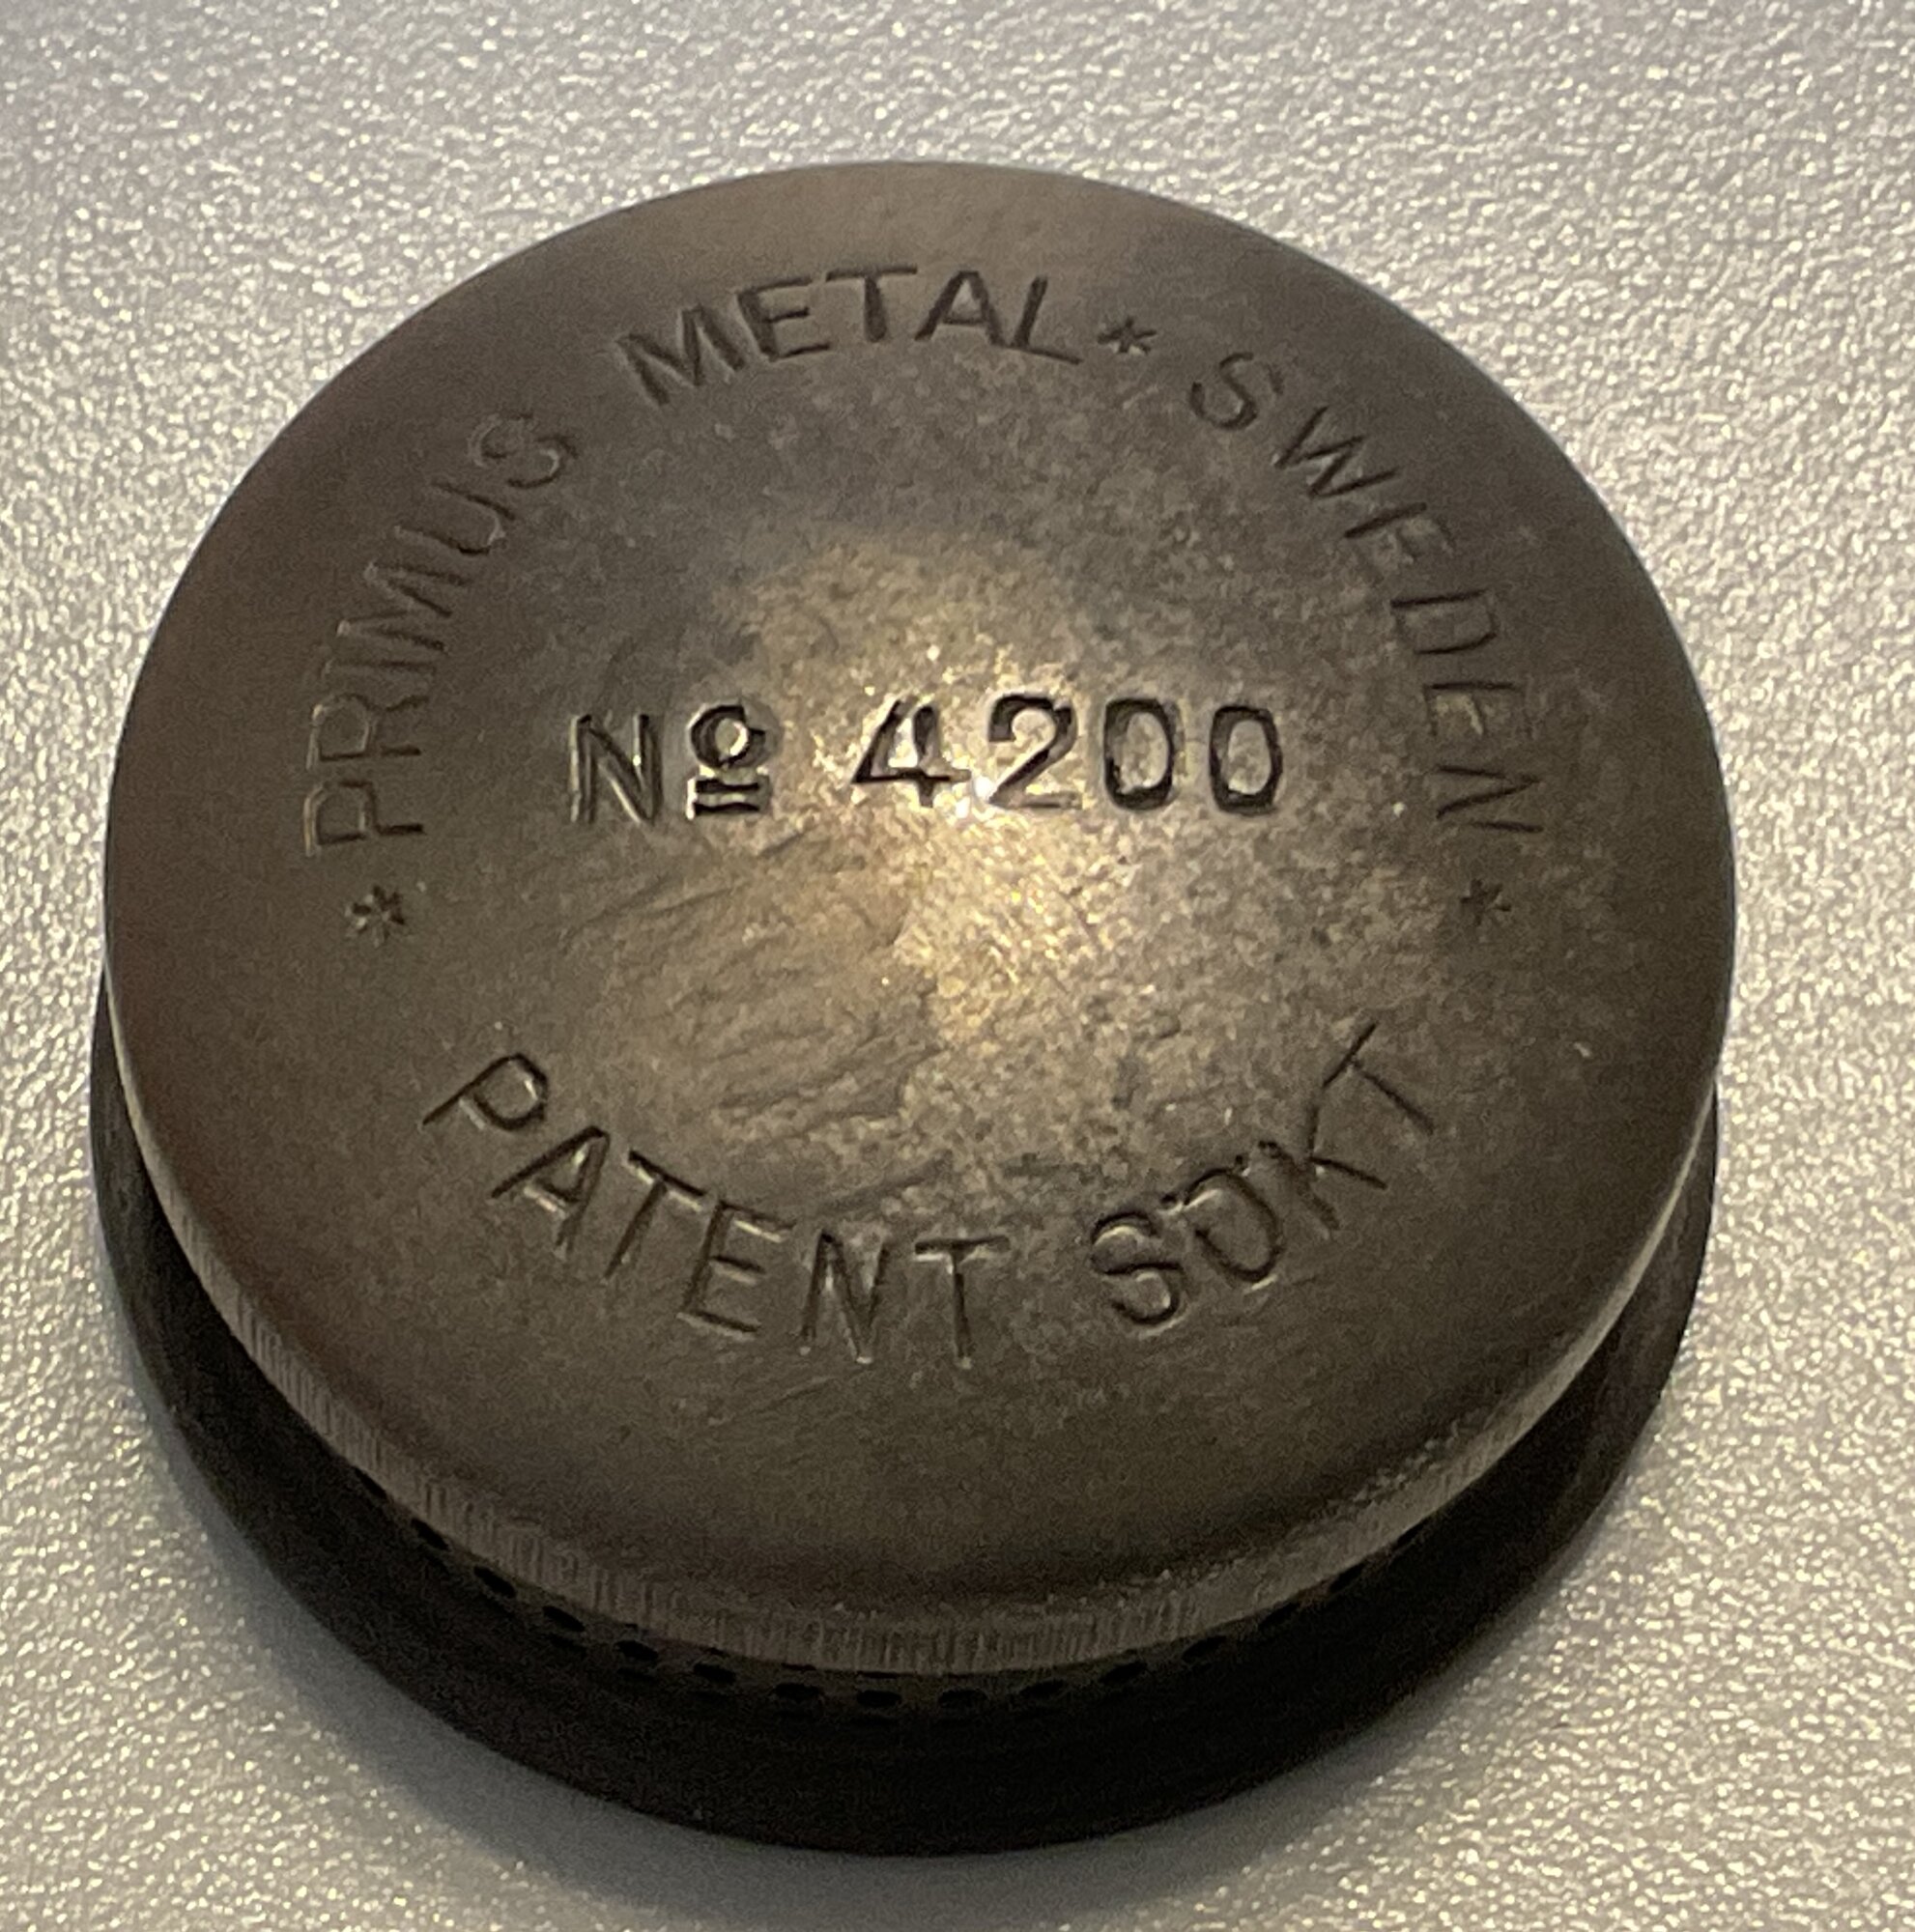 * PRIMUS METAL * SWEDEN *
Nº 4200
PATENT SÖKT